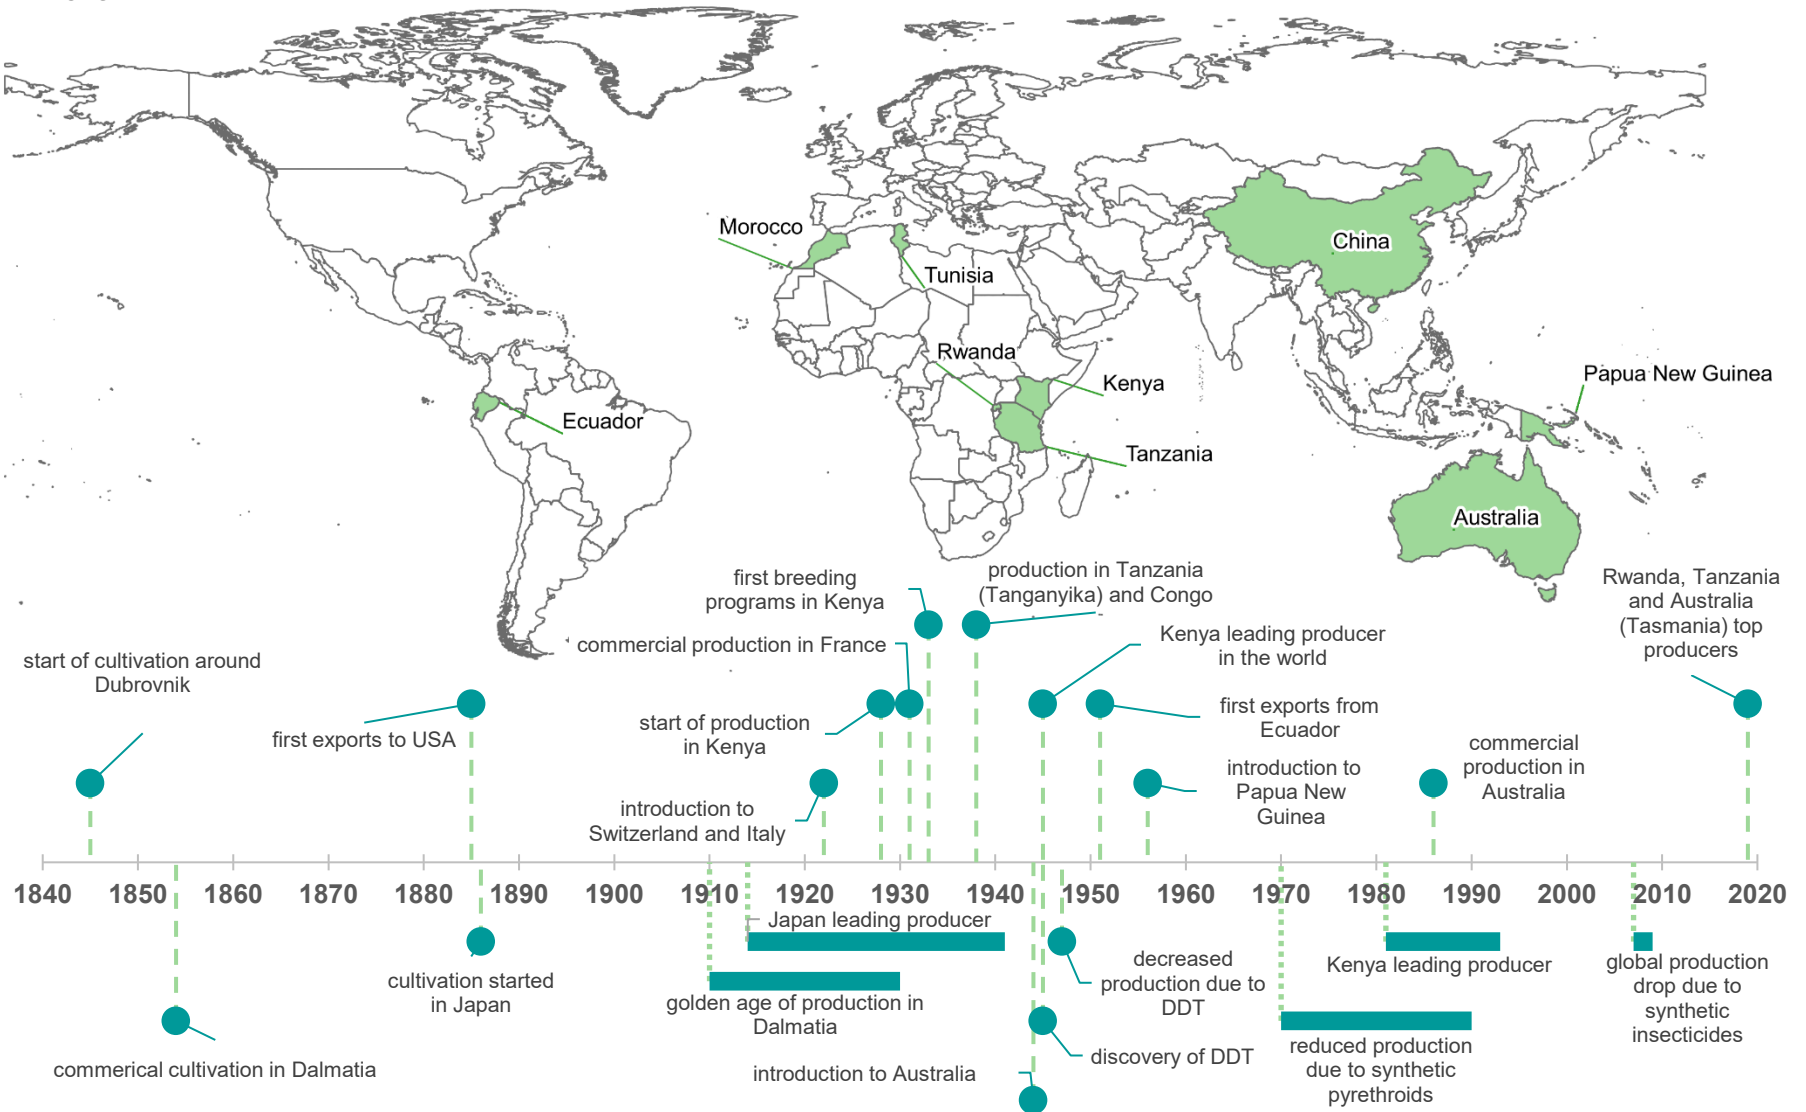 Morocco
Tunisia
China
Rwanda
Kenya
Papua New Guinea
Ecuador
Tanzania
Australia
first breeding
programs in Kenya
production in Tanzania
(Tanganyika) and Congo
Rwanda, Tanzania
and Australia
(Tasmania) top
producers
commercial production in France
Kenya leading producer
in the world
start of cultivation around
Dubrovnik
first exports to USA
start of production
in Kenya
first exports from
Ecuador
commercial
production in
Australia
introduction to
Switzerland and Italy
introduction to
Papua New
Guinea
1840 1850 1860 1870 1880 1890 1900 1910 1920 1930 1940 1950 1960 1970 1980 1990 2000 2010 2020
Japan leading producer
cultivation started
in Japan
golden age of production in
Dalmatia
decreased
production due to
DDT
Kenya leading producer
global production
drop due to
synthetic
insecticides
commerical cultivation in Dalmatia
introduction to Australia
discovery of DDT
reduced production
due to synthetic
pyrethroids